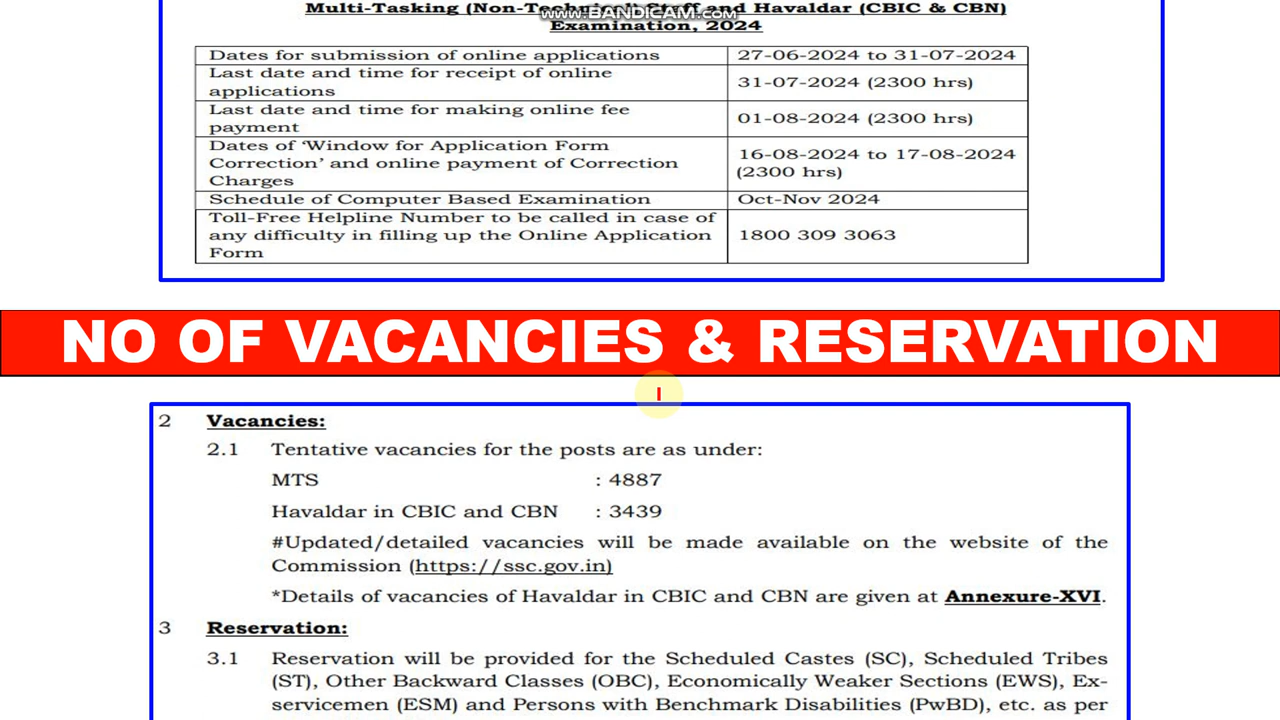 www.BANDICAM.com
Multi-Tasking (Non-Technical) Staff and Havaldar (CBIC & CBN)
Examination, 2024
Dates for submission of online applications 27-06-2024 to 31-07-2024
Last date and time for receipt of online
applications 31-07-2024 (2300 hrs)
Last date and time for making online fee
payment 01-08-2024 (2300 hrs)
Dates of ‘Window for Application Form
Correction’ and online payment of Correction
Charges 16-08-2024 to 17-08-2024
(2300 hrs)
Schedule of Computer Based Examination Oct-Nov 2024
Toll-Free Helpline Number to be called in case of
any difficulty in filling up the Online Application
Form 1800 309 3063
NO OF VACANCIES & RESERVATION
2 Vacancies:
2.1 Tentative vacancies for the posts are as under:
MTS : 4887
Havaldar in CBIC and CBN : 3439
#Updated/detailed vacancies will be made available on the website of the
Commission (https://ssc.gov.in)
*Details of vacancies of Havaldar in CBIC and CBN are given at Annexure-XVI.
3 Reservation:
3.1 Reservation will be provided for the Scheduled Castes (SC), Scheduled Tribes
(ST), Other Backward Classes (OBC), Economically Weaker Sections (EWS), Ex-
servicemen (ESM) and Persons with Benchmark Disabilities (PwBD), etc. as per